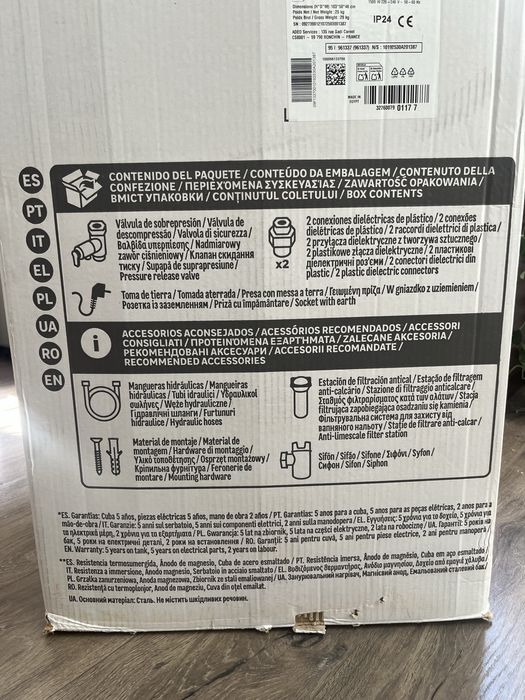 1500 W 220 - 240 V ~ 50 - 60 Hz
Dimensions (H*D*W): 103*50*46 cm
Poids Net / Net Weight : 25 kg
Poids Brut / Gross Weight : 29 kg
IP24
ADEO Services : 135 rue Sadi Carnot
CS00001 - 59 790 RONCHIN - FRANCE
MADE IN
EGYPT
ES
PT
IT
EL
PL
UA
RO
EN
CONTENIDO DEL PAQUETE / CONTEÚDO DA EMBALAGEM / CONTENUTO DELLA
CONFEZIONE / ΠΕΡΙΕΧΟΜΕΝΑ ΣΥΣΚΕΥΑΣΙΑΣ / ZAWARTOŚĆ OPAKOWANIA /
ВМІСТ УПАКОВКИ / CONȚINUTUL COLETULUI / BOX CONTENTS
Válvula de sobrepresión / Válvula de
descompressão / Valvola di sicurezza /
Βαλβίδα υπερπίεσης / Nadmiarowy
zawór ciśnieniowy / Клапан скидання
тиску / Supapă de suprapresiune /
Pressure release valve
x2
2 conexiones dieléctricas de plástico / 2 conexões
dielétricas de plástico / 2 raccordi dielettrici di plastica /
2 przyłącza dielektryczne z tworzywa sztucznego /
2 πλαστικές διηλεκτρικές συνδέσεις / 2 пластикові
діелектричні роз'єми / 2 conectori dielectrici din
plastic / 2 plastic dielectric connectors
Toma de tierra / Tomada aterrada / Presa con messa a terra / Γειωμένη πρίζα / W gniazdko z uziemieniem /
Розетка із заземленням / Priză cu împământare / Socket with earth
i
ACCESORIOS ACONSEJADOS / ACESSÓRIOS RECOMENDADOS / ACCESSORI
CONSIGLIATI / ΠΡΟΤΕΙΝΟΜΕΝΑ ΕΞΑΡΤΗΜΑΤΑ / ZALECANE AKCESORIA /
РЕКОМЕНДОВАНІ АКСЕСУАРИ / ACCESORII RECOMANDATE /
RECOMMENDED ACCESSORIES
Mangueras hidráulicas / Mangueiras
hidráulicas / Tubi idraulici / Υδραυλικοί
σωλήνες / Węże hydrauliczne /
Гідравлічні шланги / Furtunuri
hidraulice / Hydraulic hoses
Estación de filtración antical / Estação de filtragem
anti-calcário / Stazione di filtraggio anticalcare /
Σταθμός φιλτραρίσματος κατά των αλάτων / Stacja
filtrująca zapobiegająca osadzaniu się kamienia /
Фільтрувальна система для захисту від
вапняного нальоту / Stație de filtrare anti-calcar /
Anti-limescale filter station
Material de montaje / Material de
montagem / Hardware di montaggio /
Υλικό τοποθέτησης / Osprzęt montażowy /
Кріпильна фурнітура / Feronerie de
montare / Mounting hardware
Sifón / Sifão / Sifone / Σιφόνι / Syfon /
Сифон / Sifon / Siphon
*ES. Garantías: Cuba 5 años, piezas eléctricas 5 años, mano de obra 2 años / PT. Garantias: 5 anos para a cuba, 5 anos para as peças elétricas, 2 anos para a
mão-de-obra / IT. Garanzie: 5 anni sul serbatoio, 5 anni sui componenti elettrici, 2 anni sulla manodopera / EL. Εγγυήσεις: 5 χρόνια για το δοχείο, 5 χρόνια για
τα ηλεκτρικά μέρη, 2 χρόνια για τα εξαρτήματα / PL. Gwarancje: 5 lat na zbiornik, 5 lata na części elektryczne, 2 lata na robociznę / UA. Гарантії: 5 років на
бак, 5 роки на електричні деталі, 2 роки на встановлення / RO. Garanții: 5 ani pentru cuvă, 5 ani pentru piese electrice, 2 ani pentru manoperă /
EN. Warranty: 5 years on tank, 5 years on electrical parts, 2 years on labour.
**ES. Resistencia termosumergida, Ánodo de magnesio, Cuba de acero esmaltado / PT. Resistência imersa, Ânodo de magnésio, Cuba em aço esmaltado /
IT. Resistenza a immersione, Anodo di magnesio, Serbatoio in acciaio smaltato / EL.
PL. Grzałka zanurzeniowa, Anoda magnezowa, Zbiornik ze stali emaliowanej / UA. Занурювальний нагрівач, Магнієвий анод, Емальований сталевий бак /
RO. Rezistență cu termoplonjor, Anod de magneziu, Cuva din oțel emailat.
UA. Основний матеріал: Сталь. Не містить шкідливих речовин.